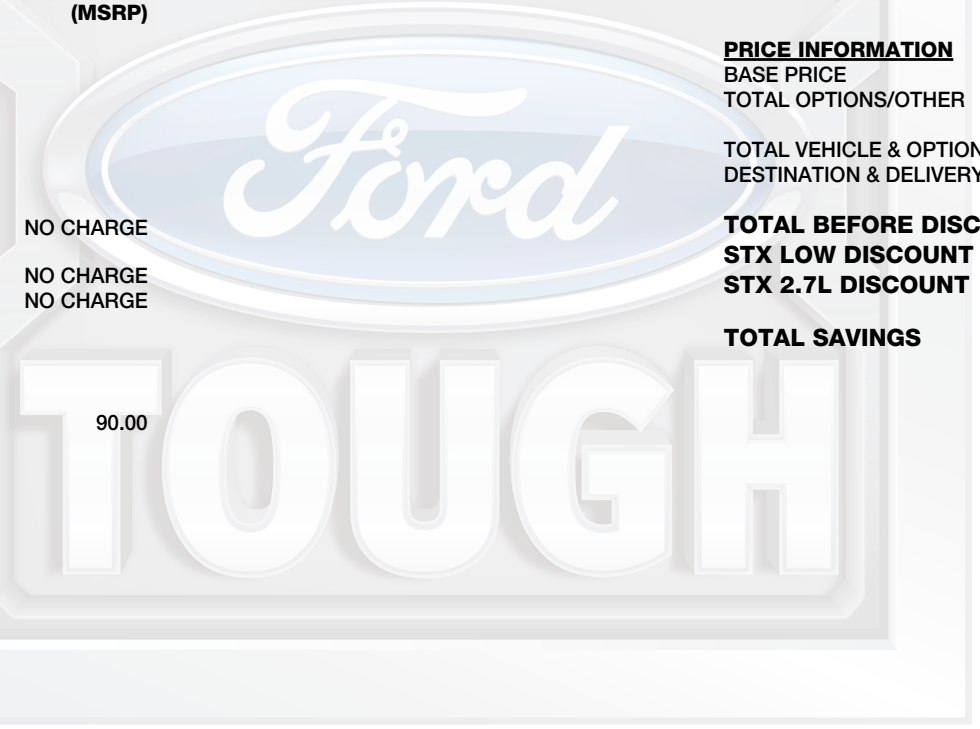 (MSRP)
NO CHARGE
NO CHARGE
NO CHARGE
90.00
PRICE INFORMATION
BASE PRICE
TOTAL OPTIONS/OTHER
TOTAL VEHICLE & OPTION
DESTINATION & DELIVERY
TOTAL BEFORE DISC
STX LOW DISCOUNT
STX 2.7L DISCOUNT
TOTAL SAVINGS
Ford
TOUGH